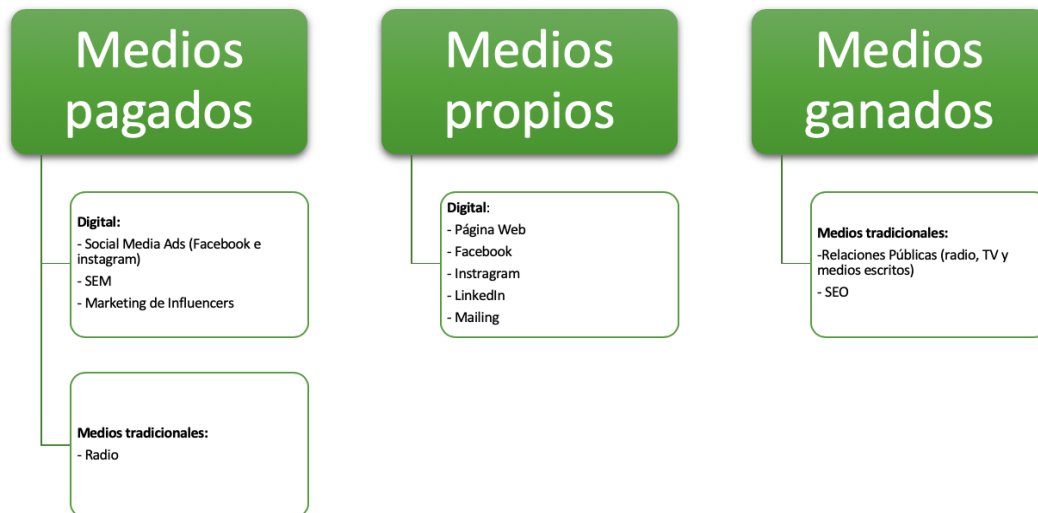 Medios
pagados
Digital:
- Social Media Ads (Facebook e
instagram)
- SEM
- Marketing de Influencers
Medios tradicionales:
- Radio
Medios
propios
Digital:
- Página Web
- Facebook
- Instragram
- LinkedIn
- Mailing
Medios
ganados
Medios tradicionales:
-Relaciones Públicas (radio, TV y
medios escritos)
- SEO